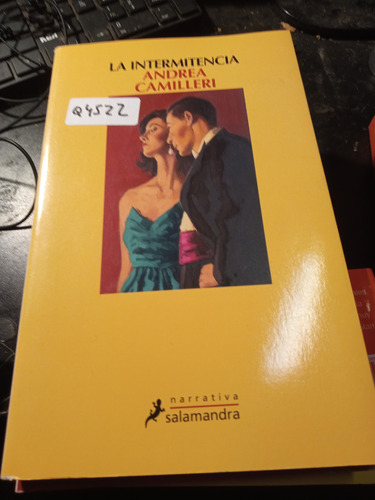 LA INTERMITENCIA
ANDREA
CAMILLERI
Q4522
narrativa
salamandra